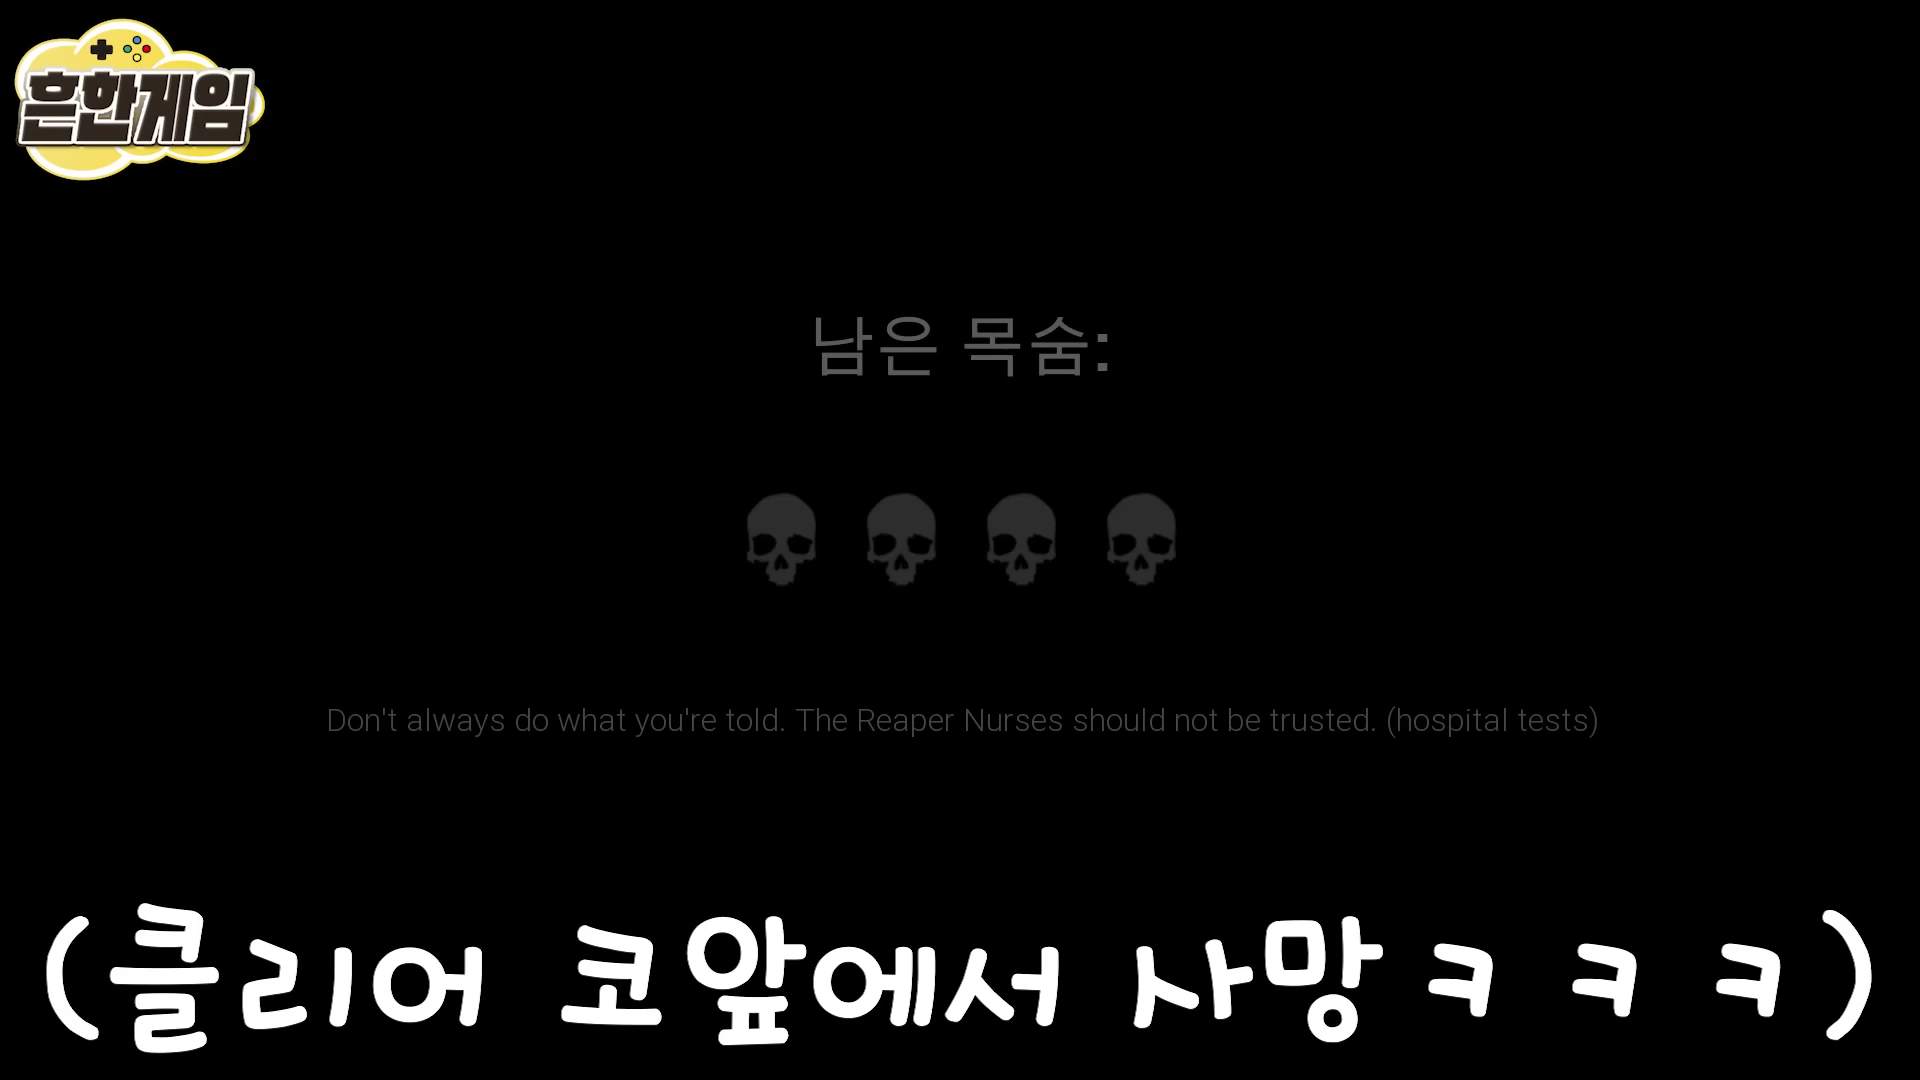 흔한게임
남은 목숨:
Don't always do what you're told. The Reaper Nurses should not be trusted. (hospital tests)
(클리어 코앞에서 사망ㅋㅋㅋ)